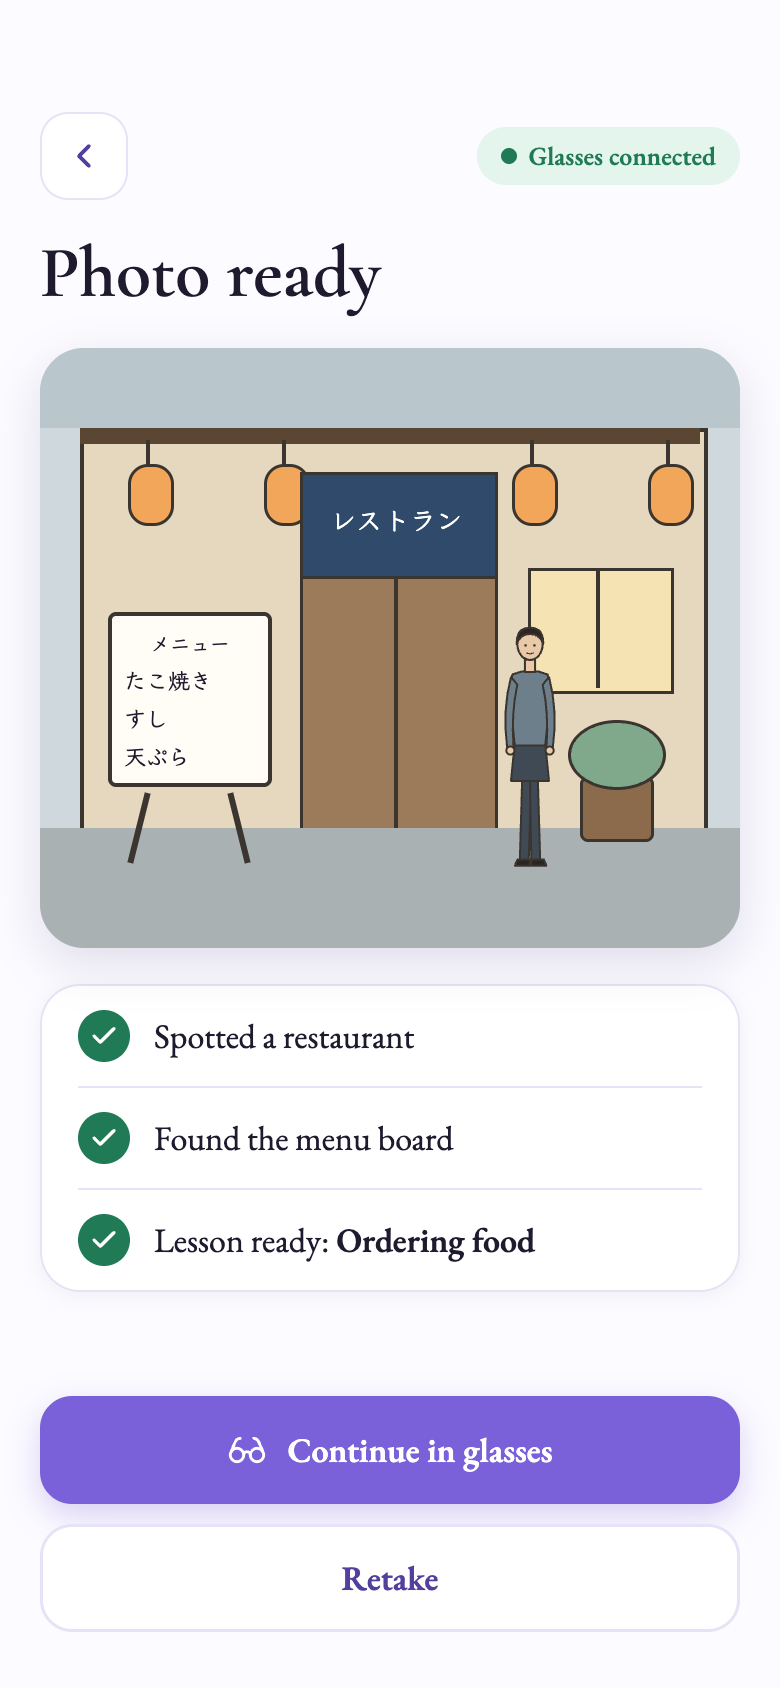 Glasses connected
Photo ready
レストラン
メニュー
たこ焼き
すし
天ぷら
Spotted a restaurant
Found the menu board
Lesson ready: Ordering food
Continue in glasses
Retake